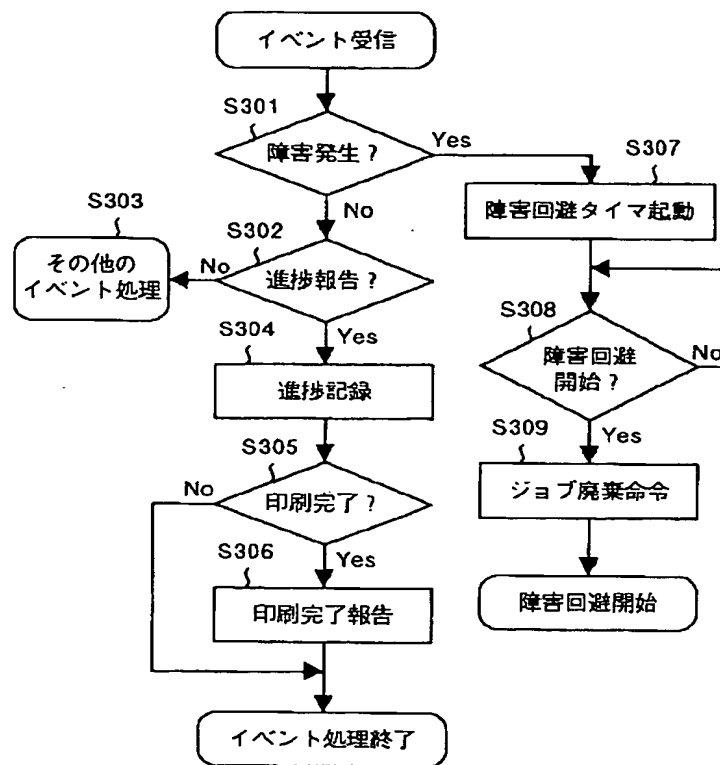 イベント受信
S301
障害発生?
Yes
No
S307
障害回避タイマ起動
S303
その他の
イベント処理
S302
No
進捗報告?
Yes
S308
障害回避
開始?
No
Yes
S304
進捗記録
S309
ジョブ廃棄命令
S305
No
印刷完了?
Yes
S306
印刷完了報告
障害回避開始
イベント処理終了